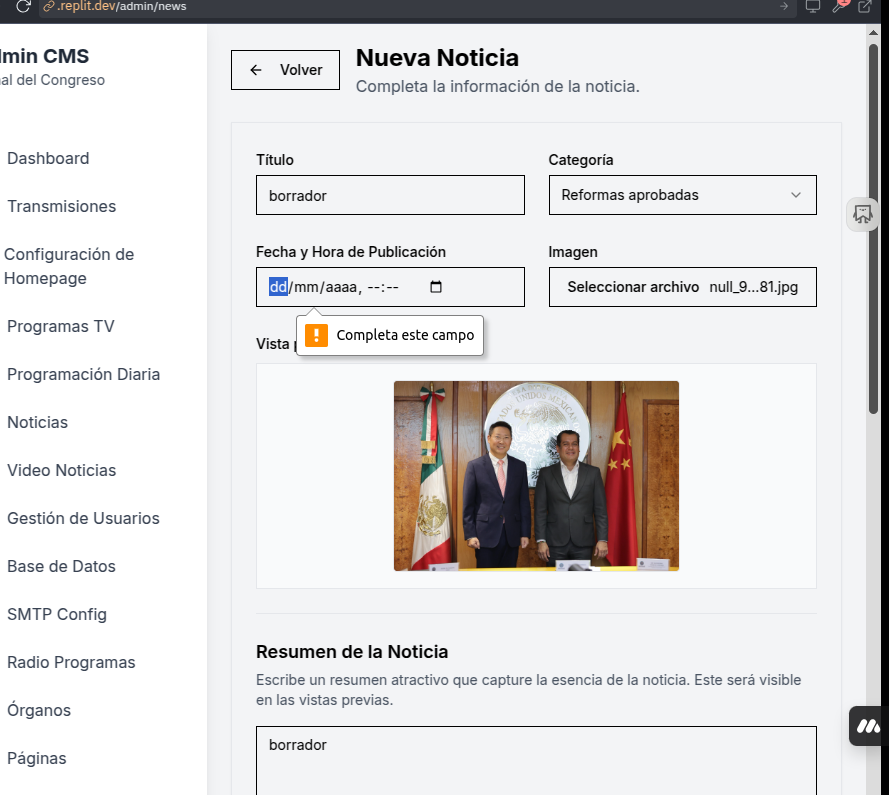 .replit.dev/admin/news
lmin CMS
al del Congreso
Dashboard
Transmisiones
Configuración de
Homepage
Programas TV
Programación Diaria
Noticias
Video Noticias
Gestión de Usuarios
Base de Datos
SMTP Config
Radio Programas
Órganos
Páginas
Volver
Nueva Noticia
Completa la información de la noticia.
Título
borrador
Categoría
Reformas aprobadas
Fecha y Hora de Publicación
dd/mm/aaaa, --:--
Imagen
Seleccionar archivo null_9...81.jpg
Completa este campo
Vista
UNIDOS MEXICAN
Resumen de la Noticia
Escribe un resumen atractivo que capture la esencia de la noticia. Este será visible
en las vistas previas.
borrador